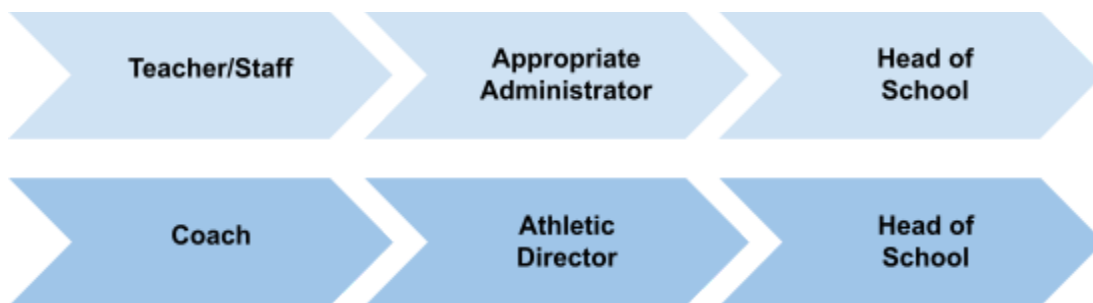 Teacher/Staff
Appropriate
Administrator
Head of
School
Coach
Athletic
Director
Head of
School